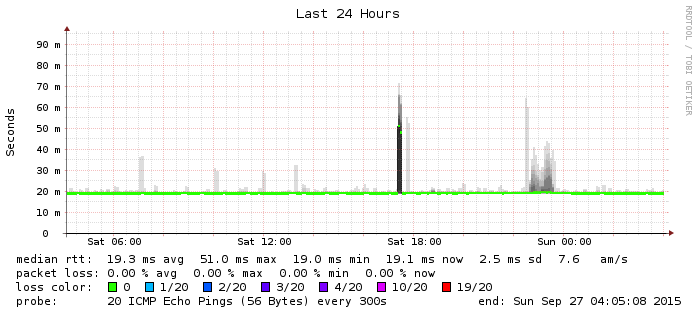 Last 24 Hours
RRDTOOL / TOBI OETIKER
Seconds
90 m
80 m
70 m
60 m
50 m
40 m
30 m
20 m
10 m
0
Sat 06:00 Sat 12:00 Sat 18:00 Sun 00:00
median rtt: 19.3 ms avg 51.0 ms max 19.0 ms min 19.1 ms now 2.5 ms sd 7.6 am/s
packet loss: 0.00 % avg 0.00 % max 0.00 % min 0.00 % now
loss color: 0 1/20 2/20 3/20 4/20 10/20 19/20
probe: 20 ICMP Echo Pings (56 Bytes) every 300s end: Sun Sep 27 04:05:08 2015